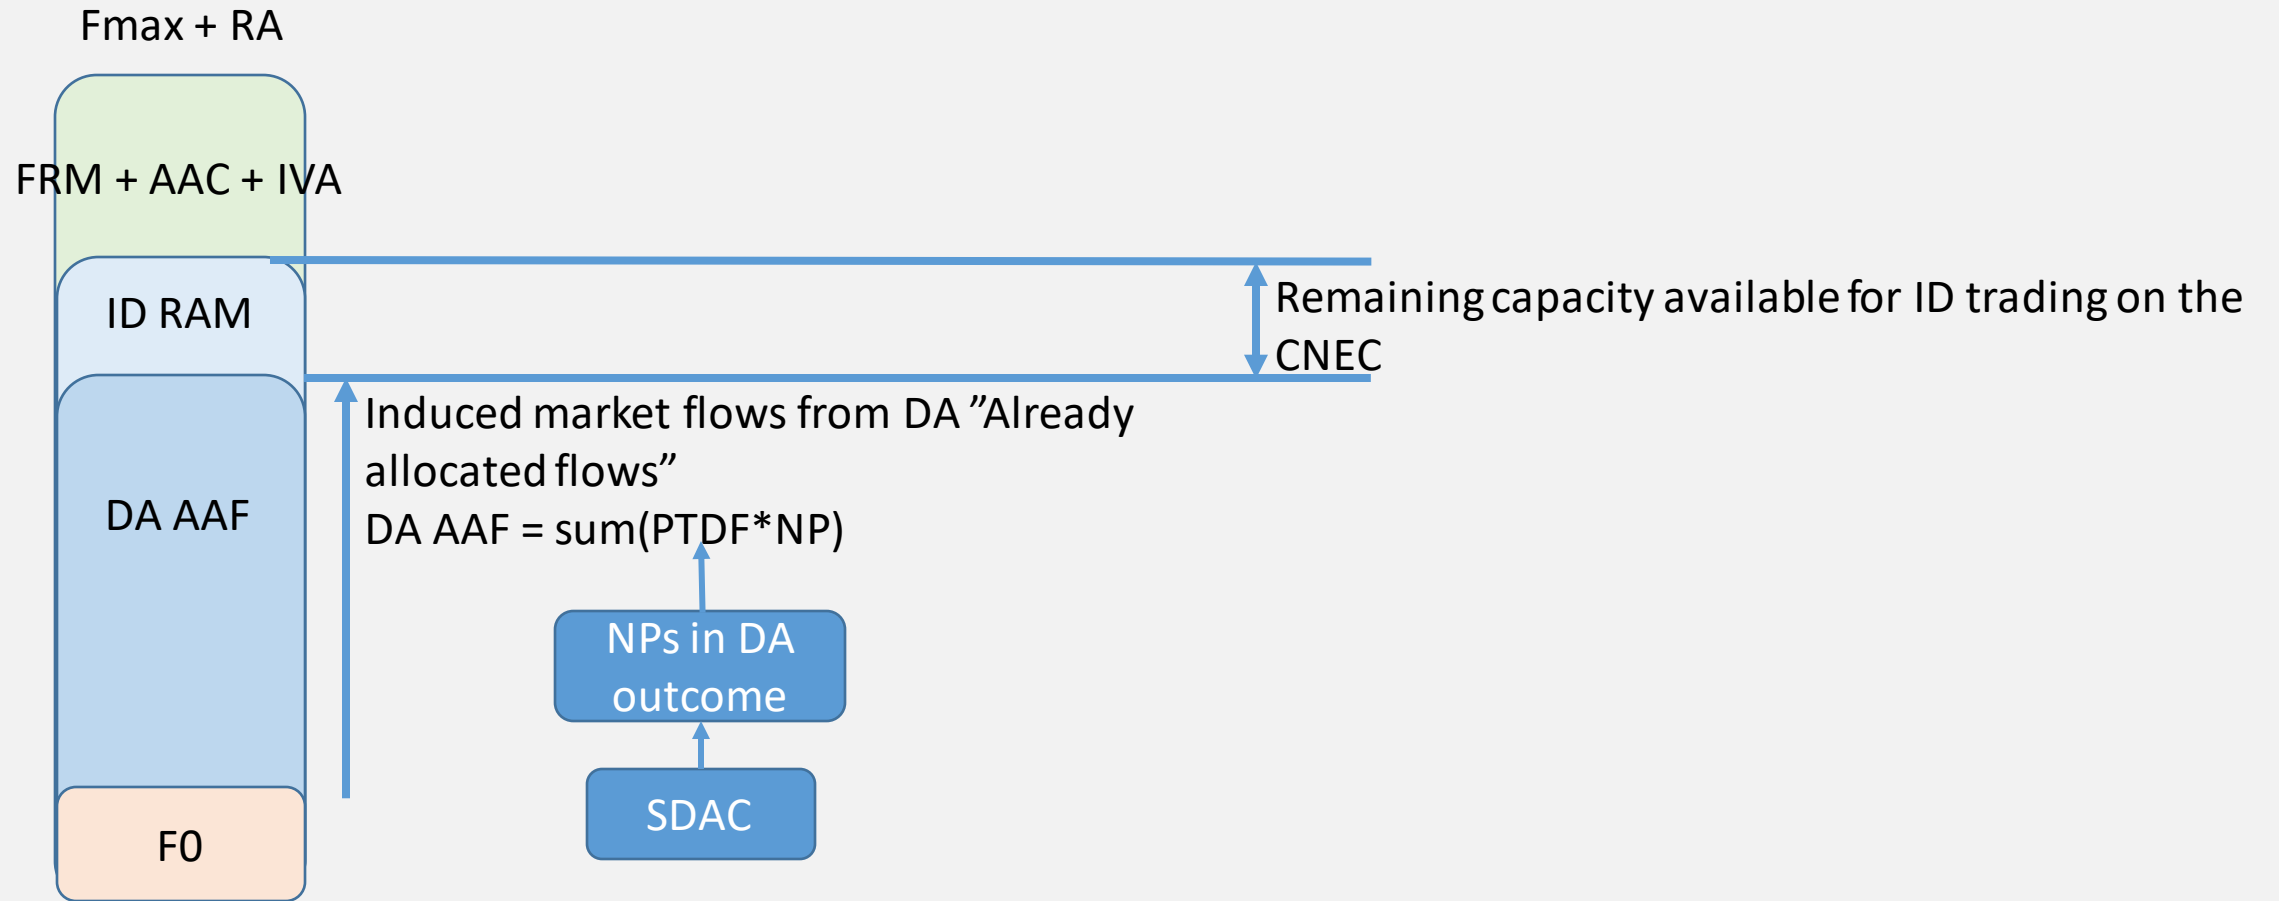 Fmax + RA
FRM + AAC + IVA
ID RAM
Remaining capacity available for ID trading on the
CNEC
Induced market flows from DA ”Already
allocated flows”
DA AAF = sum(PTDF*NP)
DA AAF
NPs in DA
outcome
SDAC
F0